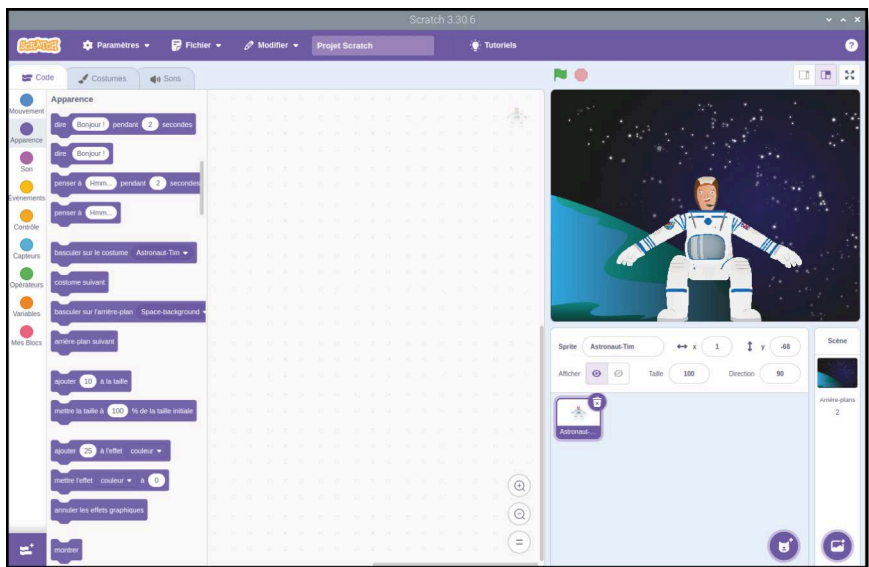 Scratch 3.30.6
SCRATCH
Paramètres
Fichier
Modifier
Projet Scratch
Tutoriels
?
Code
Costumes
Sons
Mouvement
Apparence
Son
Événements
Contrôle
Capteurs
Opérateurs
Variables
Mes Blocs
Apparence
dire Bonjour ! pendant 2 secondes
dire Bonjour !
penser à Hmm... pendant 2 secondes
penser à Hmm...
basculer sur le costume Astronaut-Tim
costume suivant
basculer sur l'arrière-plan Space-background
arrière-plan suivant
ajouter 10 à la taille
mettre la taille à 100 % de la taille initiale
ajouter 25 à l'effet couleur
mettre l'effet couleur à 0
annuler les effets graphiques
montrer
Sprite Astronaut-Tim x 1 y -68
Afficher Taille 100 Direction 90
Astronaut-...
Scène
Arrière-plans
2